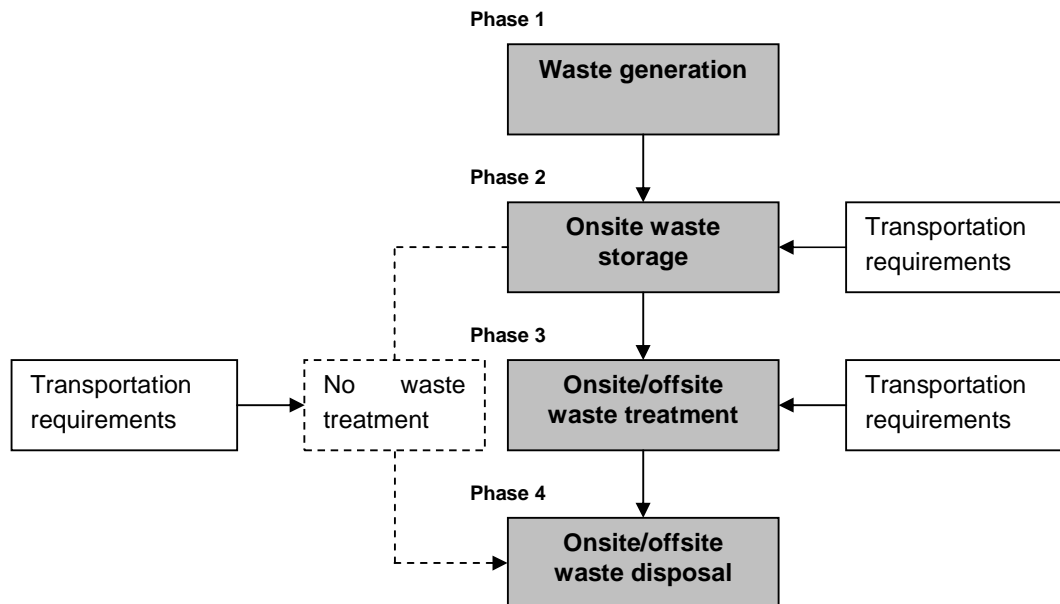 Phase 1
Waste generation
Phase 2
Onsite waste
storage
Transportation
requirements
Phase 3
Transportation
requirements
No waste
treatment
Onsite/offsite
waste treatment
Transportation
requirements
Phase 4
Onsite/offsite
waste disposal